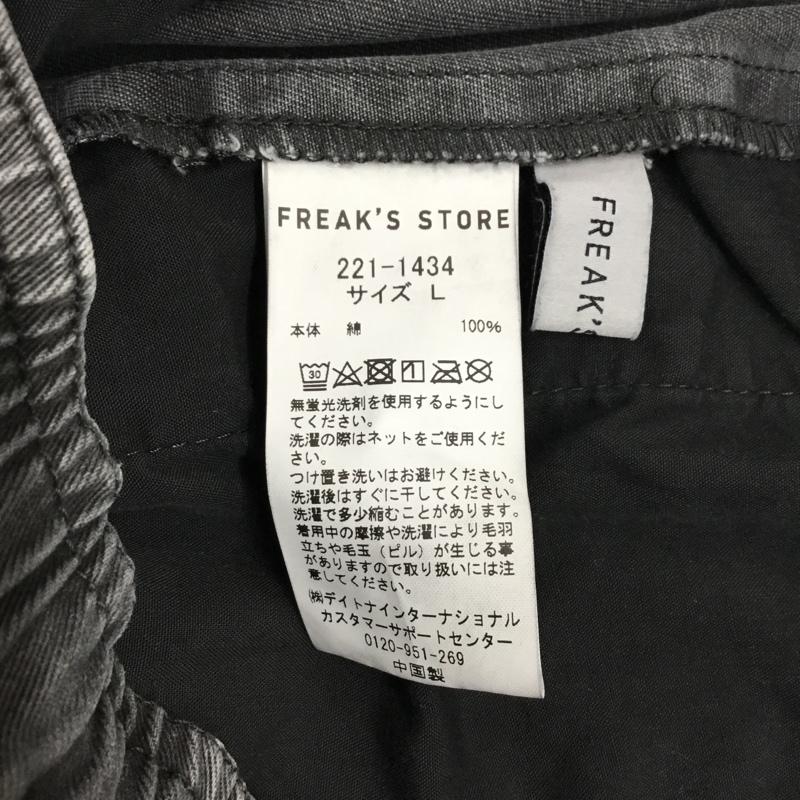 FREAK'S STORE
221-1434
サイズ L
本体 綿 100%
30
無蛍光洗剤を使用するようにし
てください。
洗濯の際はネットをご使用くだ
さい。
つけ置き洗いはお避けください。
洗濯後はすぐに干してください。
洗濯で多少縮むことがあります。
着用中の摩擦や洗濯により毛羽
立ちや毛玉（ピル）が生じる事
がありますので取り扱いには注
意してください。
㈱デイトナインターナショナル
カスタマーサポートセンター
0120-951-269
中国製
FREAK'S